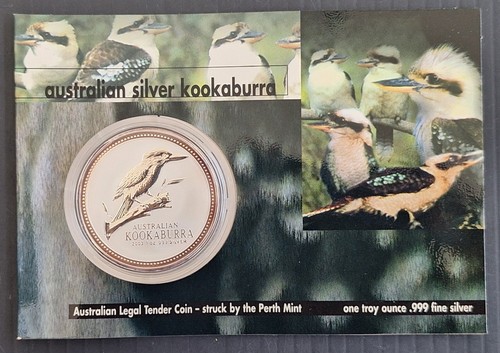 australian silver kookaburra
AUSTRALIAN
KOOKABURRA
Australian Legal Tender Coin – struck by the Perth Mint
one troy ounce .999 fine silver